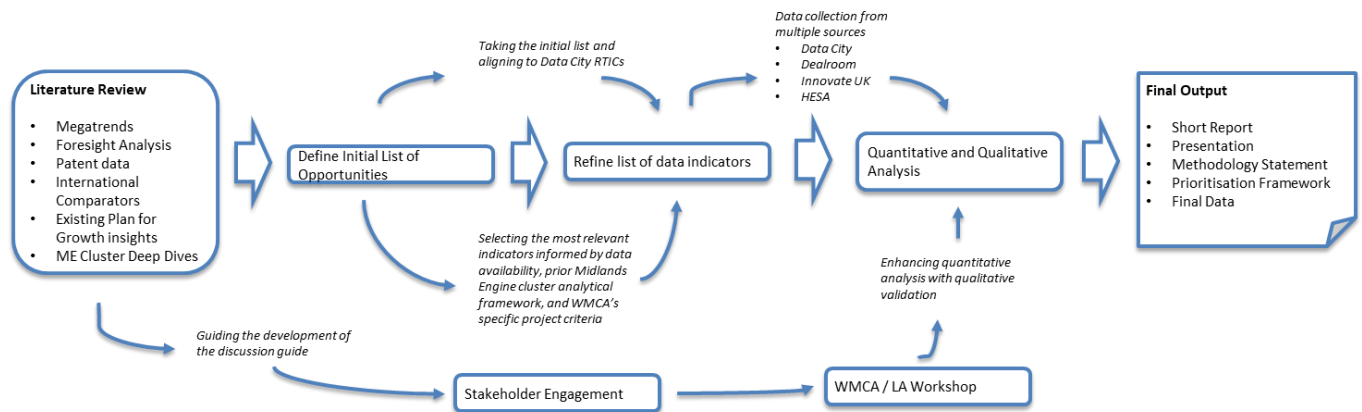 Literature Review
• Megatrends
• Foresight Analysis
• Patent data
• International
Comparators
• Existing Plan for
Growth insights
• ME Cluster Deep Dives
Define Initial List of
Opportunities
Taking the initial list and
aligning to Data City RTICs
Selecting the most relevant
indicators informed by data
availability, prior Midlands
Engine cluster analytical
framework, and WMCA's
specific project criteria
Refine list of data indicators
Data collection from
multiple sources
• Data City
• Dealroom
• Innovate UK
• HESA
Quantitative and Qualitative
Analysis
Final Output
• Short Report
• Presentation
• Methodology Statement
• Prioritisation Framework
• Final Data
Guiding the development of
the discussion guide
Stakeholder Engagement
WMCA / LA Workshop
Enhancing quantitative
analysis with qualitative
validation